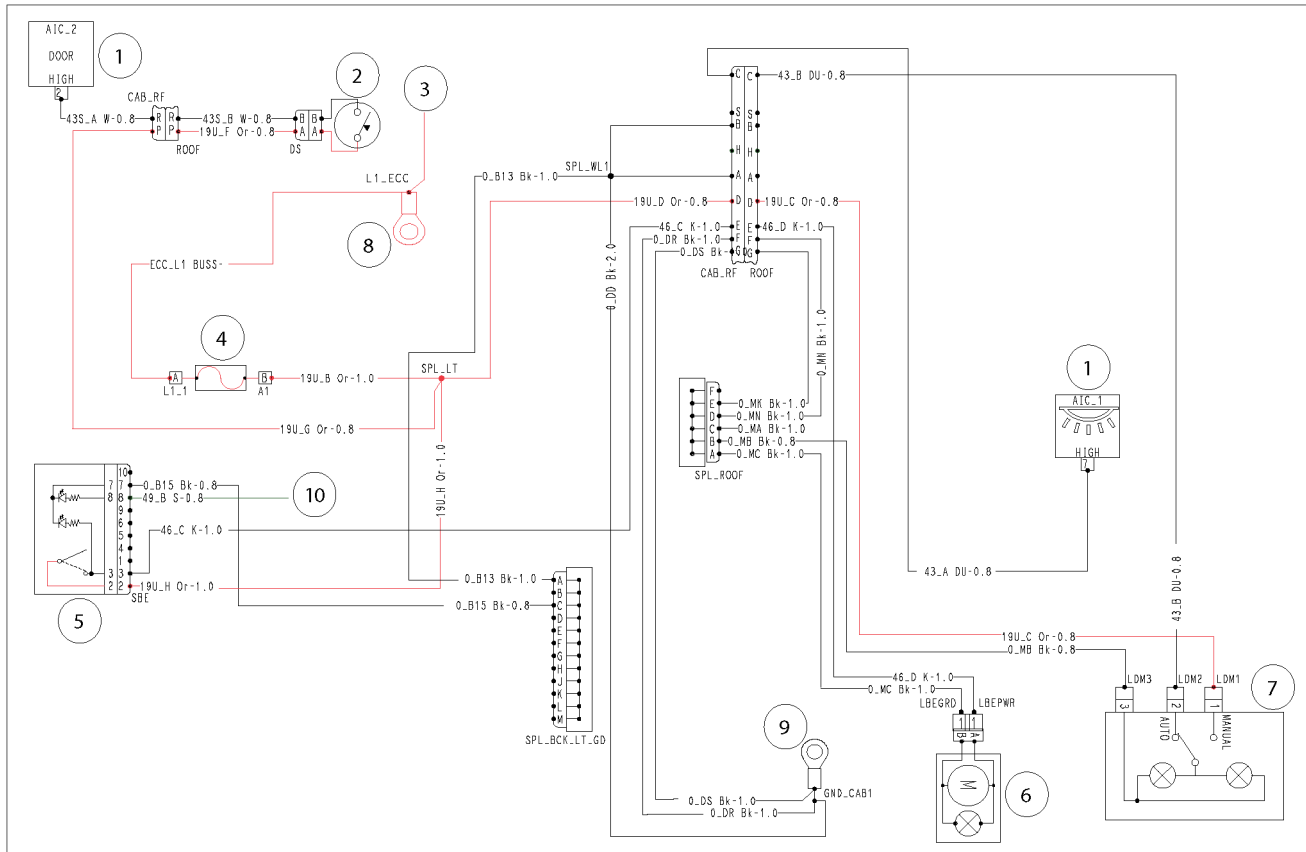 AIC_2
DOOR
HIGH
2
1
2
3
CAB_RF
43S_A W-0.8
R
R
43S_B W-0.8
B
B
P
P
19U_F Or-0.8
A
A
ROOF
DS
C
C
43_B DU-0.8
S
S
B
B
H
H
A
A
D
D
E
E
F
F
G
G
SPL_WL1
0_B13 Bk-1.0
L1_ECC
8
19U_D Or-0.8
19U_C Or-0.8
46_C K-1.0
46_D K-1.0
0_DR Bk-1.0
0_DS Bk-
CAB_RF
ROOF
ECC_L1 BUSS-
0_DD Bk-2.0
0_MN Bk-1.0
4
A
B
L1_1
A1
19U_B Or-1.0
SPL_LT
19U_G Or-0.8
19U_H Or-1.0
F
E
0_MK Bk-1.0
D
0_MN Bk-1.0
C
0_MA Bk-1.0
B
0_MB Bk-0.8
A
0_MC Bk-1.0
SPL_ROOF
1
AIC_1
HIGH
7
10
7
7
0_B15 Bk-0.8
8
8
49_B S-0.8
10
9
6
5
4
1
3
3
46_C K-1.0
2
2
19U_H Or-1.0
SBE
5
0_B13 Bk-1.0
0_B15 Bk-0.8
A
B
C
D
E
F
G
H
J
K
L
M
SPL_BCK_LT_GD
43_A DU-0.8
43_B DU-0.8
19U_C Or-0.8
0_MB Bk-0.8
46_D K-1.0
0_MC Bk-1.0
LBEGRD
LBEPWR
1
1
B
A
M
6
9
GND_CAB1
0_DS Bk-1.0
0_DR Bk-1.0
LDM3
LDM2
LDM1
3
2
1
AUTO
MANUAL
7